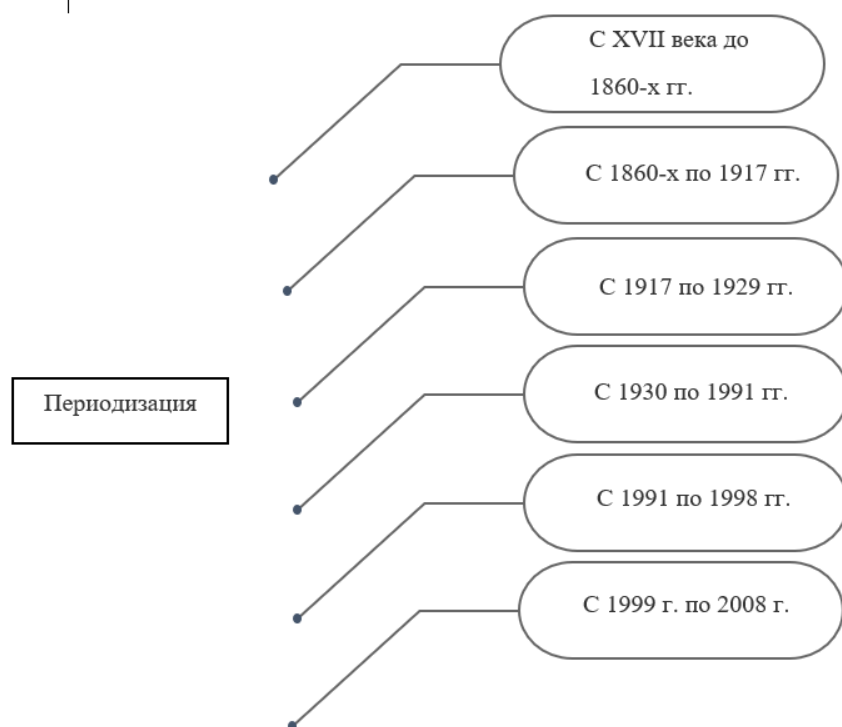 С XVII века до
1860-х гг.
С 1860-х по 1917 гг.
С 1917 по 1929 гг.
Периодизация
С 1930 по 1991 гг.
С 1991 по 1998 гг.
С 1999 г. по 2008 г.